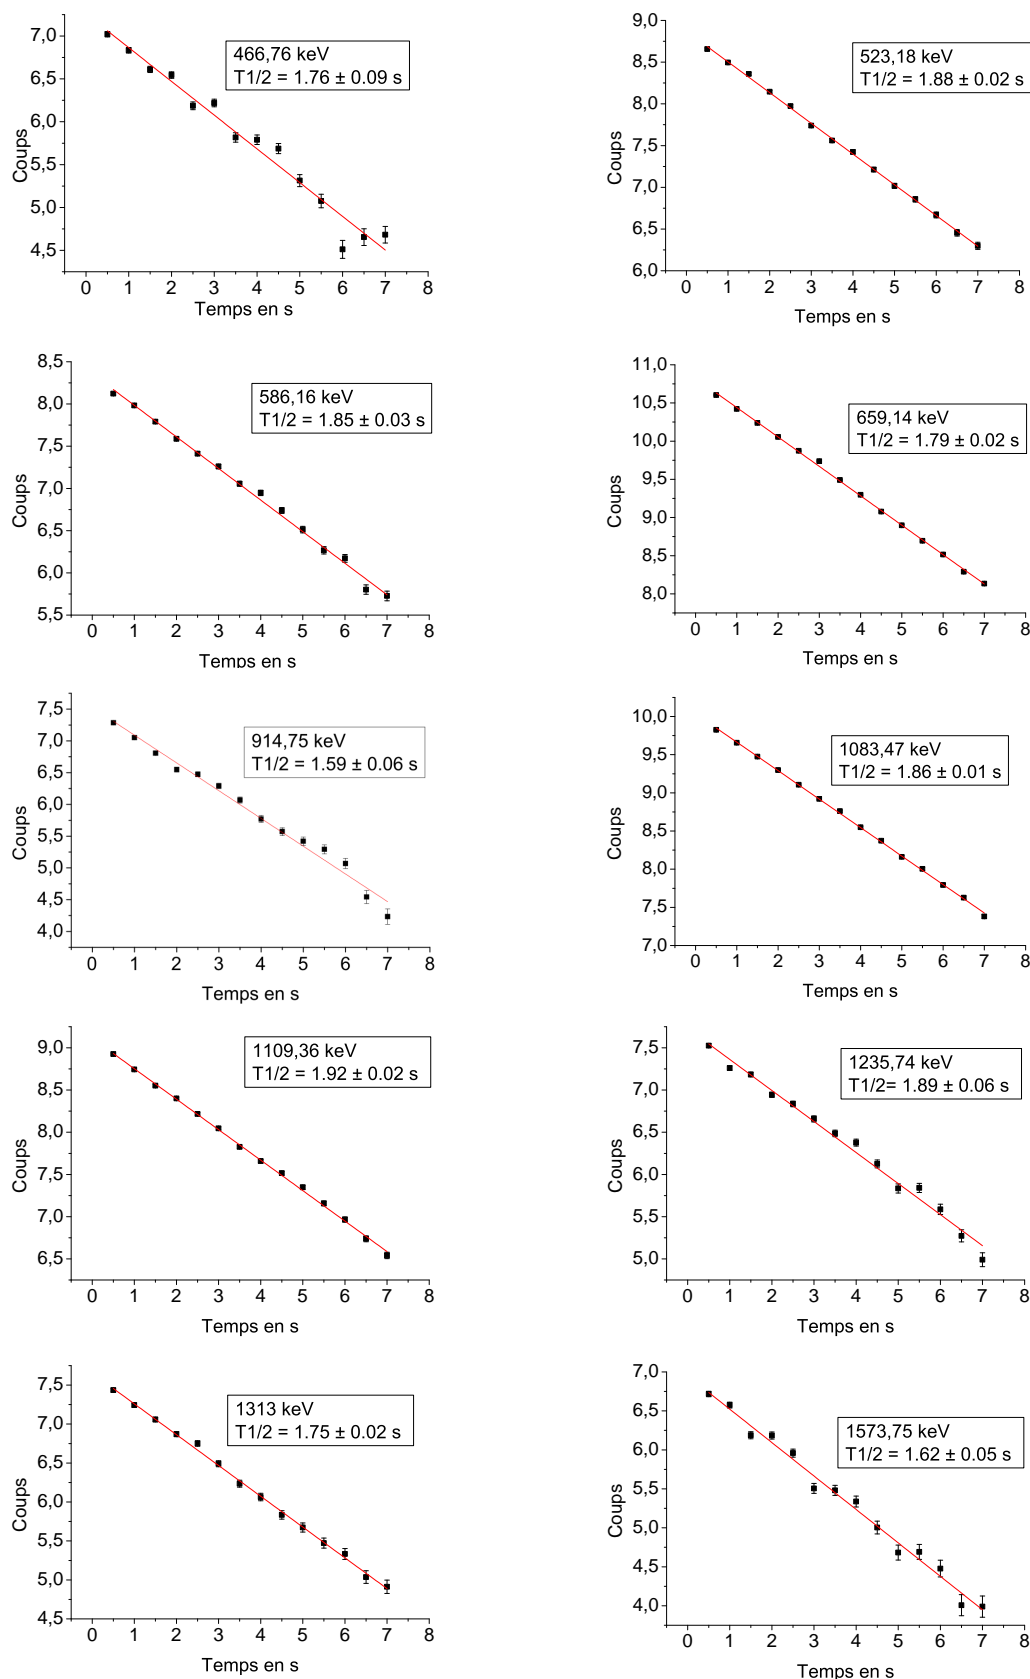 466,76 keV
T1/2 = 1.76 ± 0.09 s
7,0
6,5
6,0
5,5
5,0
4,5
Coups
0 1 2 3 4 5 6 7 8
Temps en s
523,18 keV
T1/2 = 1.88 ± 0.02 s
9,0
8,5
8,0
7,5
7,0
6,5
6,0
Coups
0 1 2 3 4 5 6 7 8
Temps en s
586,16 keV
T1/2 = 1.85 ± 0.03 s
8,5
8,0
7,5
7,0
6,5
6,0
5,5
Coups
0 1 2 3 4 5 6 7 8
Temps en s
659,14 keV
T1/2 = 1.79 ± 0.02 s
11,0
10,5
10,0
9,5
9,0
8,5
8,0
Coups
0 1 2 3 4 5 6 7 8
Temps en s
914,75 keV
T1/2 = 1.59 ± 0.06 s
7,5
7,0
6,5
6,0
5,5
5,0
4,5
4,0
Coups
0 1 2 3 4 5 6 7 8
Temps en s
1083,47 keV
T1/2 = 1.86 ± 0.01 s
10,0
9,5
9,0
8,5
8,0
7,5
7,0
Coups
0 1 2 3 4 5 6 7 8
Temps en s
1109,36 keV
T1/2 = 1.92 ± 0.02 s
9,0
8,5
8,0
7,5
7,0
6,5
Coups
0 1 2 3 4 5 6 7 8
Temps en s
1235,74 keV
T1/2= 1.89 ± 0.06 s
7,5
7,0
6,5
6,0
5,5
5,0
Coups
0 1 2 3 4 5 6 7 8
Temps en s
1313 keV
T1/2 = 1.75 ± 0.02 s
7,5
7,0
6,5
6,0
5,5
5,0
4,5
Coups
0 1 2 3 4 5 6 7 8
Temps en s
1573,75 keV
T1/2 = 1.62 ± 0.05 s
7,0
6,5
6,0
5,5
5,0
4,5
4,0
Coups
0 1 2 3 4 5 6 7 8
Temps en s